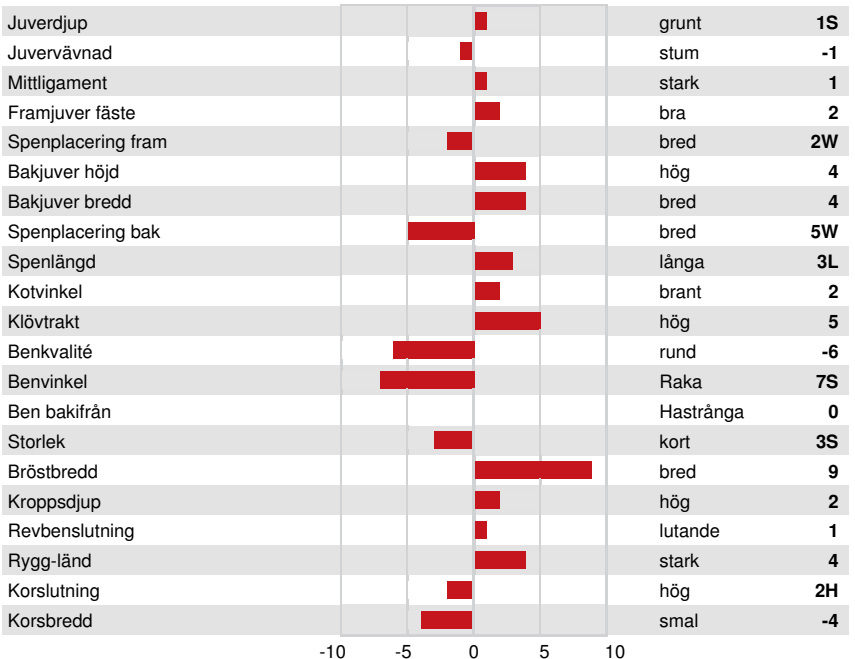 Juverdjup grunt 1S
Juvervävnad stum -1
Mittligament stark 1
Framjuver fäste bra 2
Spenplacering fram bred 2W
Bakjuver höjd hög 4
Bakjuver bredd bred 4
Spenplacering bak bred 5W
Spenlängd långa 3L
Kotvinkel brant 2
Klövtrakt hög 5
Benkvalité rund -6
Benvinkel Raka 7S
Ben bakifrån Hastrånga 0
Storlek kort 3S
Bröstbredd bred 9
Kroppsdjup hög 2
Revbenslutning lutande 1
Rygg-länd stark 4
Korslutning hög 2H
Korsbredd smal -4
-10 -5 0 5 10